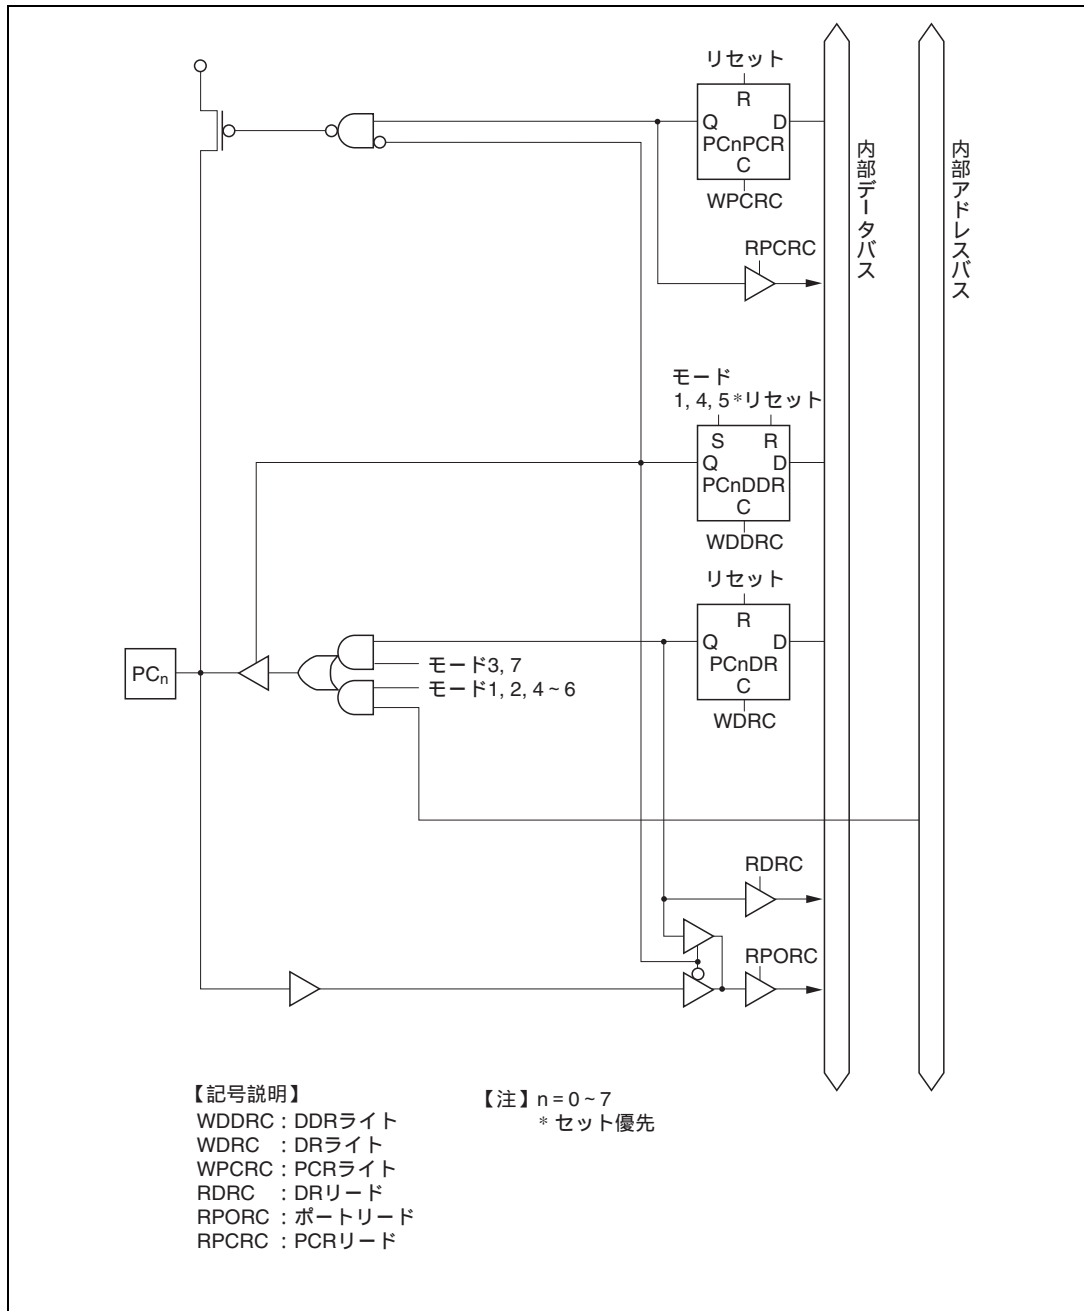 リセット
R
Q D
PCnPCR
C
WPCRC
内部データバス
内部アドレスバス
RPCRC
モード
1, 4, 5*リセット
S R
Q D
PCnDDR
C
WDDRC
リセット
R
Q D
PCnDR
C
WDRC
PCn
モード3, 7
モード1, 2, 4~6
RDRC
RPORC
【記号説明】
WDDRC : DDRライト
WDRC : DRライト
WPCRC : PCRライト
RDRC : DRリード
RPORC : ポートリード
RPCRC : PCRリード
【注】n = 0~7
* セット優先